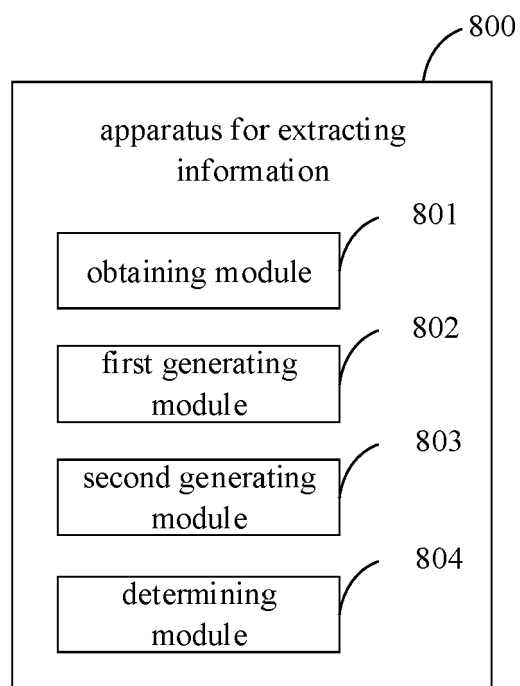 800
apparatus for extracting
information
801
obtaining module
802
first generating
module
803
second generating
module
804
determining
module